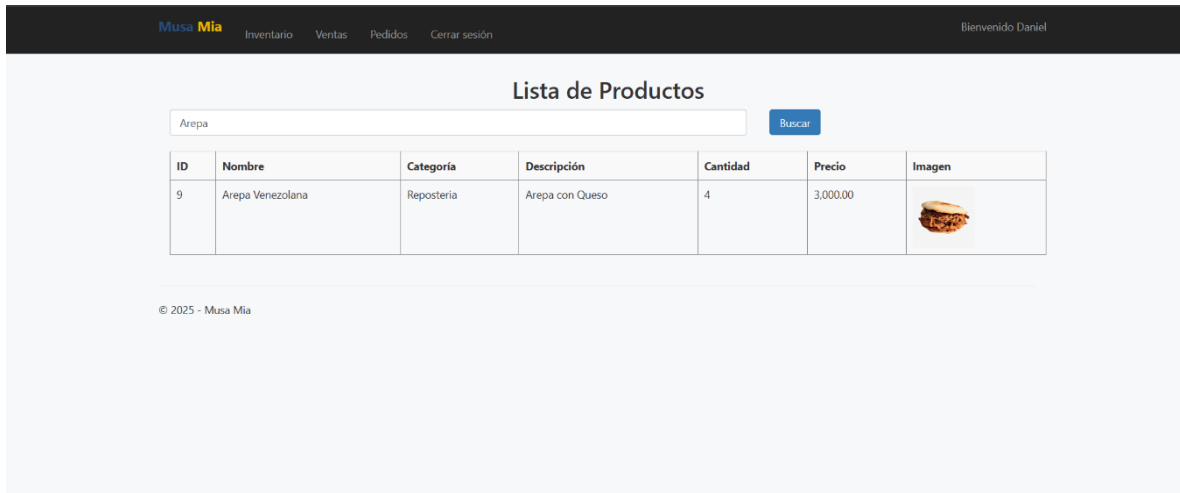 Musa Mia Inventario Ventas Pedidos Cerrar sesión Bienvenido Daniel
Lista de Productos
Arepa Buscar
ID Nombre Categoría Descripción Cantidad Precio Imagen
9 Arepa Venezolana Reposteria Arepa con Queso 4 3,000.00
© 2025 - Musa Mia